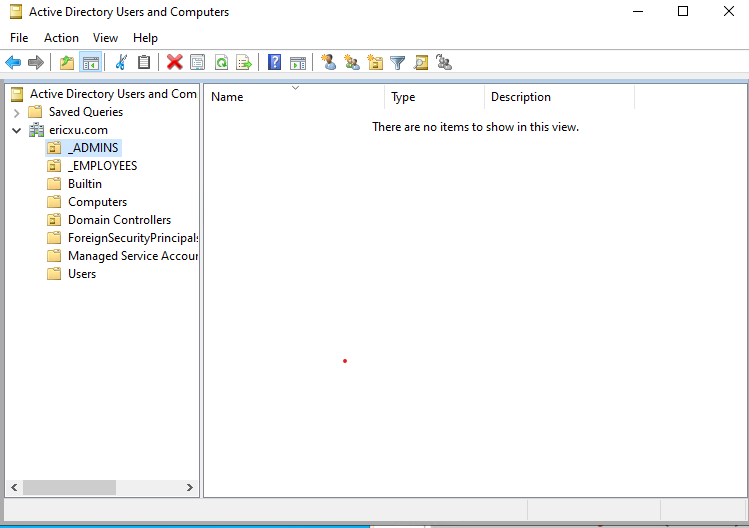 Active Directory Users and Computers
File Action View Help
Active Directory Users and Com
Saved Queries
ericxu.com
_ADMINS
_EMPLOYEES
Builtin
Computers
Domain Controllers
ForeignSecurityPrincipals
Managed Service Accour
Users
Name Type Description
There are no items to show in this view.